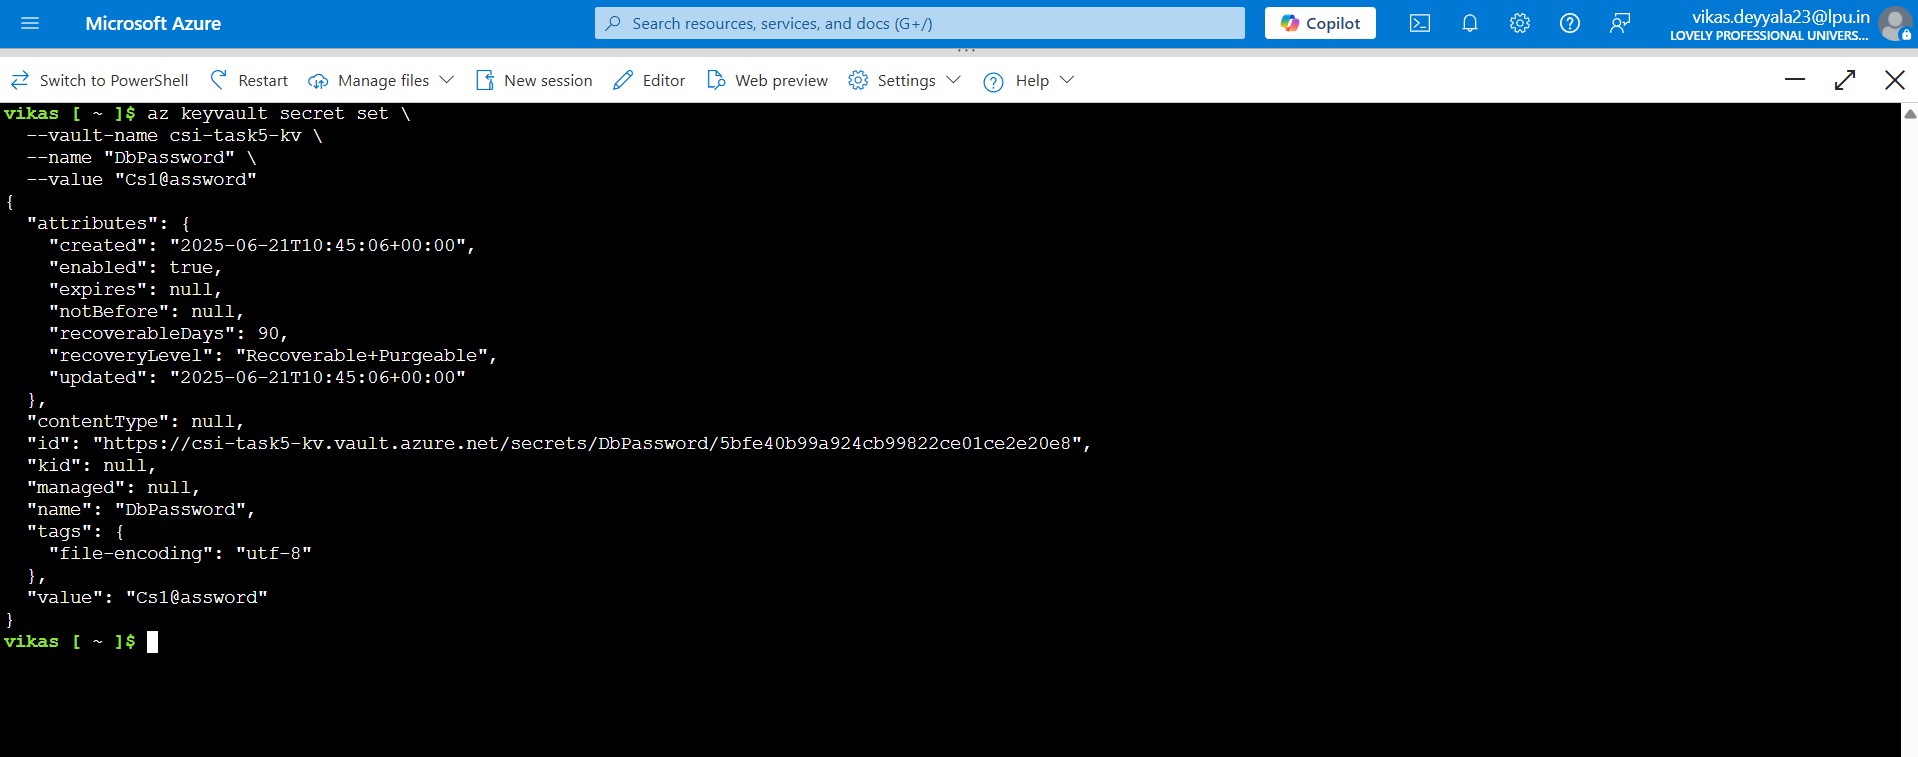 Microsoft Azure
Search resources, services, and docs (G+/)
Copilot
vikas.deyyala23@lpu.in
LOVELY PROFESSIONAL UNIVERS...
Switch to PowerShell
Restart
Manage files
New session
Editor
Web preview
Settings
Help
vikas [ ~ ]$ az keyvault secret set \
  --vault-name csi-task5-kv \
  --name "DbPassword" \
  --value "Cs1@assword"
{
  "attributes": {
    "created": "2025-06-21T10:45:06+00:00",
    "enabled": true,
    "expires": null,
    "notBefore": null,
    "recoverableDays": 90,
    "recoveryLevel": "Recoverable+Purgeable",
    "updated": "2025-06-21T10:45:06+00:00"
  },
  "contentType": null,
  "id": "https://csi-task5-kv.vault.azure.net/secrets/DbPassword/5bfe40b99a924cb99822ce01ce2e20e8",
  "kid": null,
  "managed": null,
  "name": "DbPassword",
  "tags": {
    "file-encoding": "utf-8"
  },
  "value": "Cs1@assword"
}
vikas [ ~ ]$